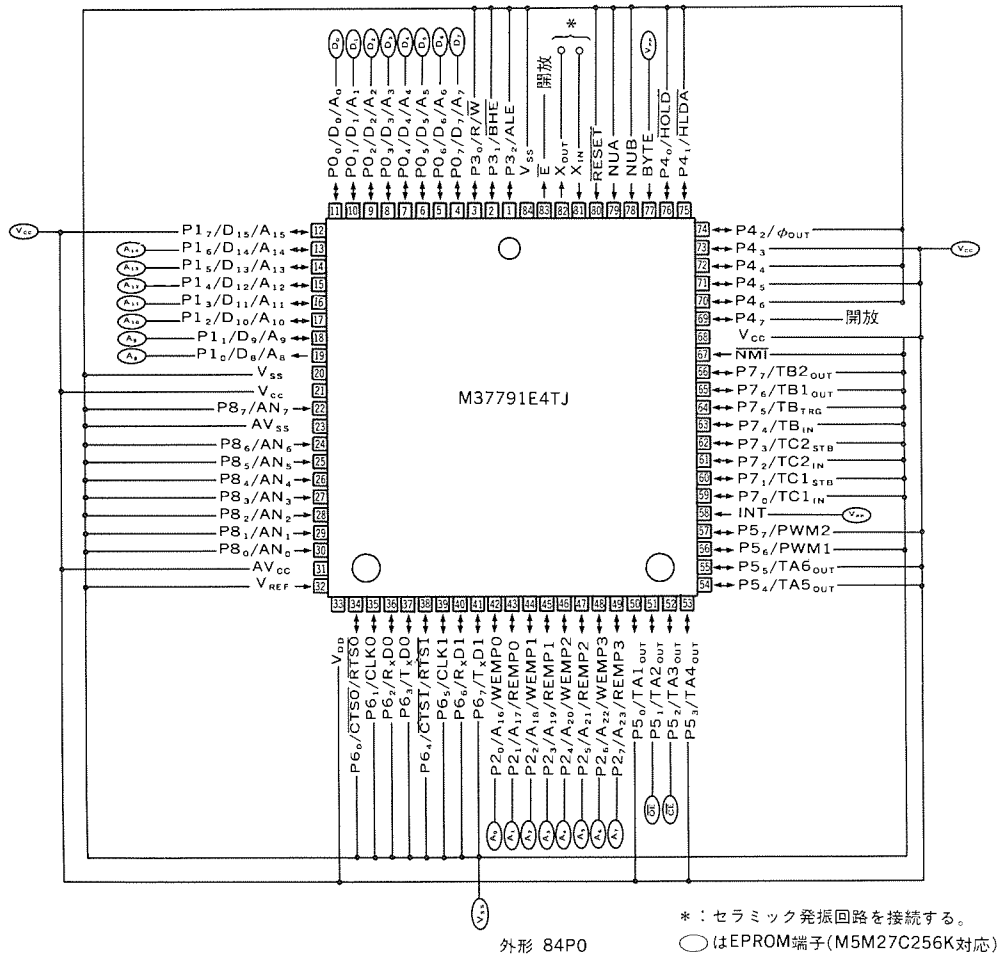 *
D₀ D₁ D₂ D₃ D₄ D₅ D₆ D₇
Vₚₚ
P0₀/D₀/A₀
P0₁/D₁/A₁
P0₂/D₂/A₂
P0₃/D₃/A₃
P0₄/D₄/A₄
P0₅/D₅/A₅
P0₆/D₆/A₆
P0₇/D₇/A₇
P3₀/R/W̅
P3₁/B̅H̅E̅
P3₂/ALE
Vss
E̅ 開放
Xout
Xin
R̅E̅S̅E̅T̅
NUA
NUB
BYTE
P4₀/H̅O̅L̅D̅
P4₁/H̅L̅D̅A̅
11 10 9 8 7 6 5 4 3 2 1 84 83 82 81 80 79 78 77 76 75
Vcc P1₇/D₁₅/A₁₅ 12
A₁₄ P1₆/D₁₄/A₁₄ 13
A₁₃ P1₅/D₁₃/A₁₃ 14
A₁₂ P1₄/D₁₂/A₁₂ 15
A₁₁ P1₃/D₁₁/A₁₁ 16
A₁₀ P1₂/D₁₀/A₁₀ 17
A₉ P1₁/D₉/A₉ 18
A₈ P1₀/D₈/A₈ 19
Vss 20
Vcc 21
P8₇/AN₇ 22
AVss 23
P8₆/AN₆ 24
P8₅/AN₅ 25
P8₄/AN₄ 26
P8₃/AN₃ 27
P8₂/AN₂ 28
P8₁/AN₁ 29
P8₀/AN₀ 30
AVcc 31
VREF 32
M37791E4TJ
74 P4₂/φout
73 P4₃ Vcc
72 P4₄
71 P4₅
70 P4₆
69 P4₇ 開放
68 Vcc
67 N̅M̅I̅
66 P7₇/TB2out
65 P7₆/TB1out
64 P7₅/TBTRG
63 P7₄/TBIN
62 P7₃/TC2STB
61 P7₂/TC2IN
60 P7₁/TC1STB
59 P7₀/TC1IN
58 INT Vₚₚ
57 P5₇/PWM2
56 P5₆/PWM1
55 P5₅/TA6out
54 P5₄/TA5out
33 34 35 36 37 38 39 40 41 42 43 44 45 46 47 48 49 50 51 52 53
VDD
P6₀/C̅T̅S̅0̅/R̅T̅S̅0̅
P6₁/CLK0
P6₂/RxD0
P6₃/TxD0
P6₄/C̅T̅S̅1̅/R̅T̅S̅1̅
P6₅/CLK1
P6₆/RxD1
P6₇/TxD1
P2₀/A₁₆/WEMP0
P2₁/A₁₇/REMP0
P2₂/A₁₈/WEMP1
P2₃/A₁₉/REMP1
P2₄/A₂₀/WEMP2
P2₅/A₂₁/REMP2
P2₆/A₂₂/WEMP3
P2₇/A₂₃/REMP3
P5₀/TA1out
P5₁/TA2out
P5₂/TA3out
P5₃/TA4out
A₀ A₁ A₂ A₃ A₄ A₅ A₆ A₇
O̅E̅ C̅E̅
Vss
外形 84P0
*：セラミック発振回路を接続する。
はEPROM端子(M5M27C256K対応)